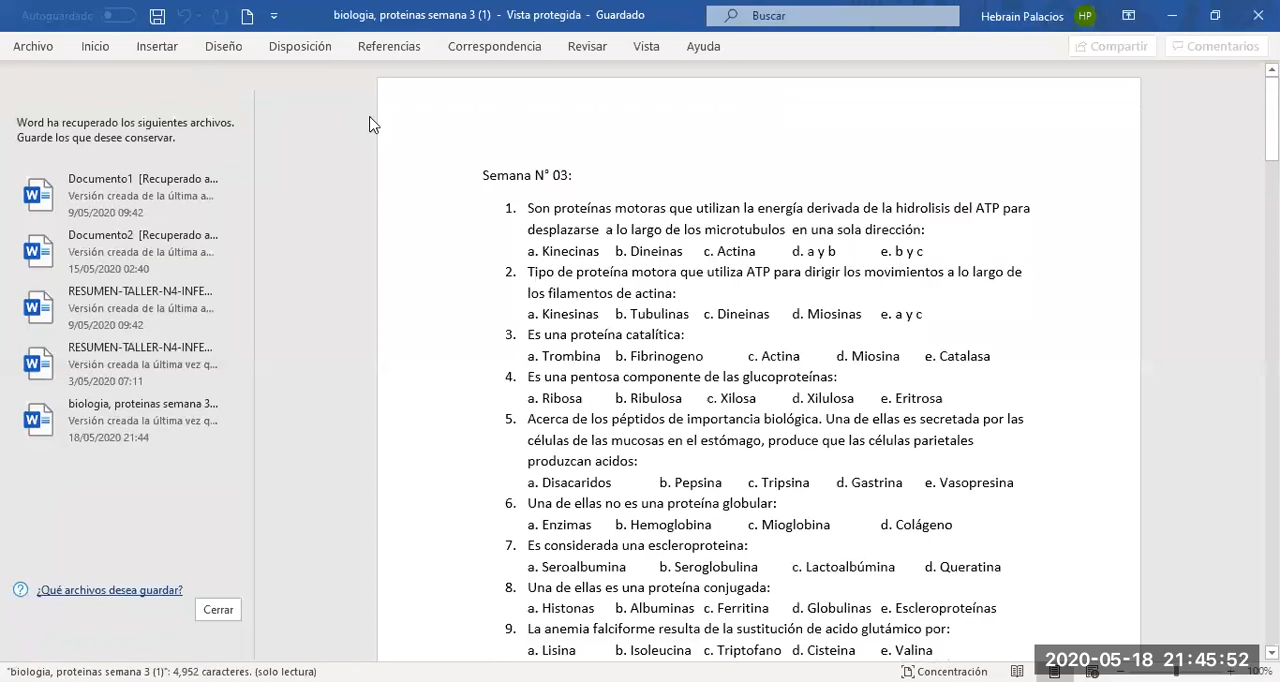 Autoguardado
biologia, proteinas semana 3 (1) - Vista protegida - Guardado
Buscar
Hebrain Palacios HP
Archivo Inicio Insertar Diseño Disposición Referencias Correspondencia Revisar Vista Ayuda
Compartir Comentarios
Word ha recuperado los siguientes archivos.
Guarde los que desee conservar.
Documento1 [Recuperado a...
Versión creada de la última a...
9/05/2020 09:42
Documento2 [Recuperado a...
Versión creada de la última a...
15/05/2020 02:40
RESUMEN-TALLER-N4-INFE...
Versión creada de la última a...
9/05/2020 09:42
RESUMEN-TALLER-N4-INFE...
Versión creada la última vez q...
3/05/2020 07:11
biologia, proteinas semana 3...
Versión creada la última vez q...
18/05/2020 21:44
¿Qué archivos desea guardar?
Cerrar
Semana N° 03:
1. Son proteínas motoras que utilizan la energía derivada de la hidrolisis del ATP para
desplazarse a lo largo de los microtubulos en una sola dirección:
a. Kinecinas b. Dineinas c. Actina d. a y b e. b y c
2. Tipo de proteína motora que utiliza ATP para dirigir los movimientos a lo largo de
los filamentos de actina:
a. Kinesinas b. Tubulinas c. Dineinas d. Miosinas e. a y c
3. Es una proteína catalítica:
a. Trombina b. Fibrinogeno c. Actina d. Miosina e. Catalasa
4. Es una pentosa componente de las glucoproteínas:
a. Ribosa b. Ribulosa c. Xilosa d. Xilulosa e. Eritrosa
5. Acerca de los péptidos de importancia biológica. Una de ellas es secretada por las
células de las mucosas en el estómago, produce que las células parietales
produzcan acidos:
a. Disacaridos b. Pepsina c. Tripsina d. Gastrina e. Vasopresina
6. Una de ellas no es una proteína globular:
a. Enzimas b. Hemoglobina c. Mioglobina d. Colágeno
7. Es considerada una escleroproteina:
a. Seroalbumina b. Seroglobulina c. Lactoalbúmina d. Queratina
8. Una de ellas es una proteína conjugada:
a. Histonas b. Albuminas c. Ferritina d. Globulinas e. Escleroproteínas
9. La anemia falciforme resulta de la sustitución de acido glutámico por:
a. Lisina b. Isoleucina c. Triptofano d. Cisteina e. Valina
"biologia, proteinas semana 3 (1)": 4,952 caracteres. (solo lectura)
Concentración
100%
2020-05-18 21:45:52